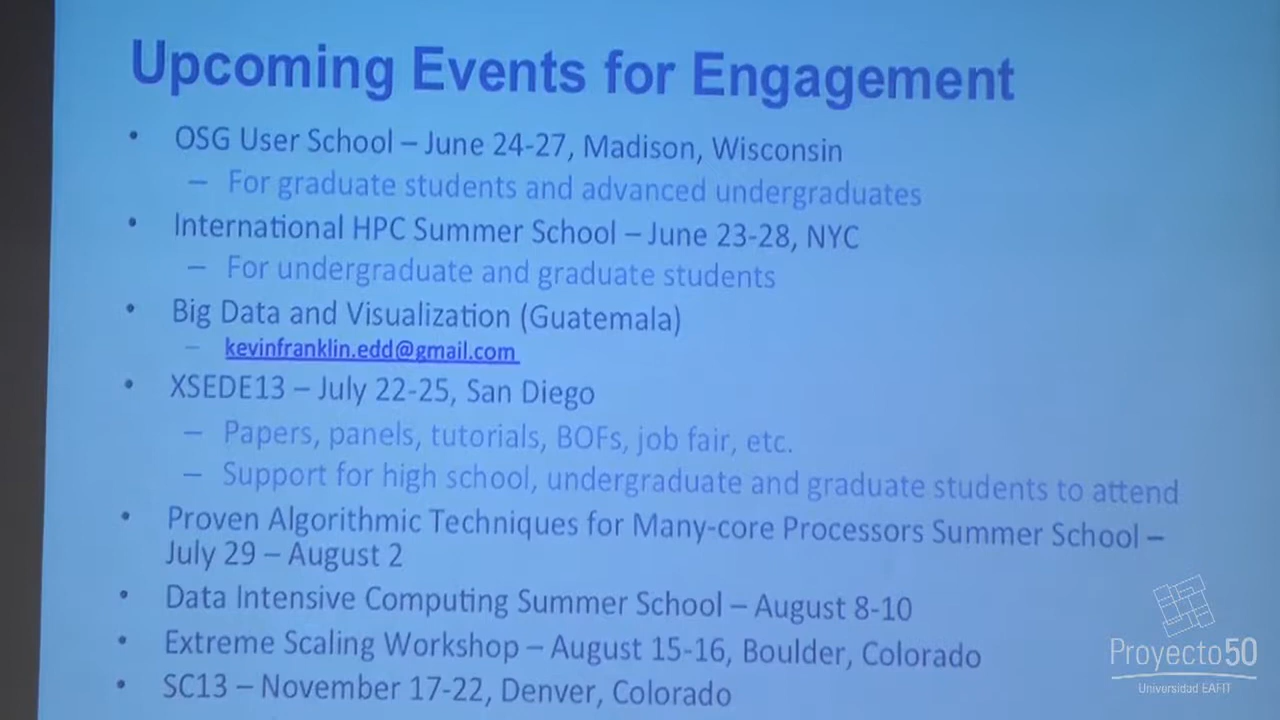 Upcoming Events for Engagement
• OSG User School – June 24-27, Madison, Wisconsin
– For graduate students and advanced undergraduates
• International HPC Summer School – June 23-28, NYC
– For undergraduate and graduate students
• Big Data and Visualization (Guatemala)
– kevinfranklin.edd@gmail.com
• XSEDE13 – July 22-25, San Diego
– Papers, panels, tutorials, BOFs, job fair, etc.
– Support for high school, undergraduate and graduate students to attend
• Proven Algorithmic Techniques for Many-core Processors Summer School –
July 29 – August 2
• Data Intensive Computing Summer School – August 8-10
• Extreme Scaling Workshop – August 15-16, Boulder, Colorado
• SC13 – November 17-22, Denver, Colorado
Proyecto50
Universidad EAFIT